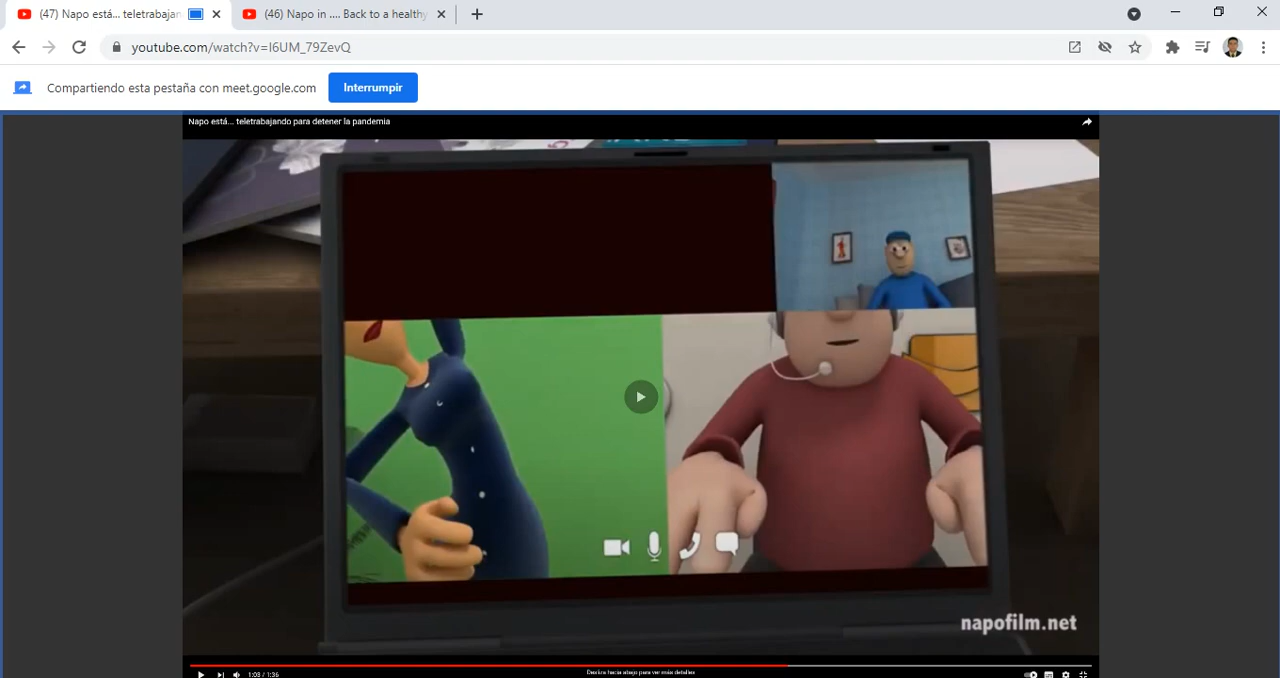 (47) Napo está... teletrabajan
(46) Napo in .... Back to a healthy
youtube.com/watch?v=I6UM_79ZevQ
Compartiendo esta pestaña con meet.google.com
Interrumpir
Napo está... teletrabajando para detener la pandemia
napofilm.net
1:03 / 1:36
Desliza hacia abajo para ver más detalles